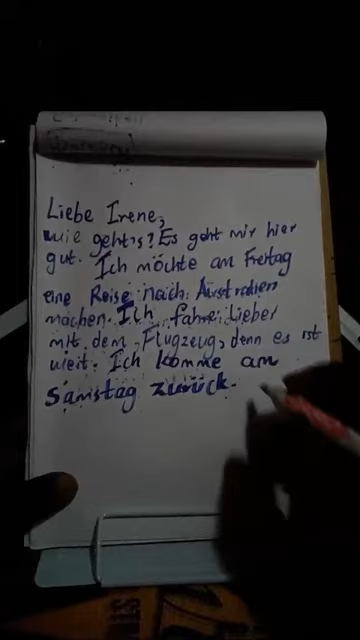 Liebe Irene,
wie geht's? Es geht mir hier
gut. Ich möchte am Freitag
eine Reise nach Australien
machen. Ich fahre lieber
mit dem Flugzeug, denn es ist
weit. Ich komme am
Samstag zurück.